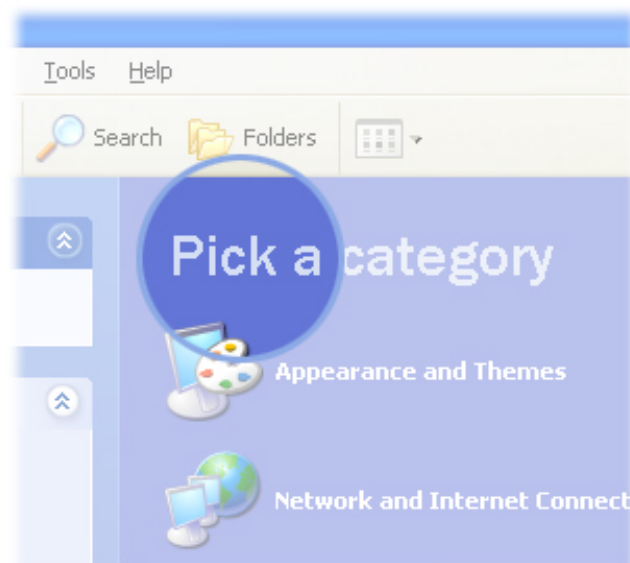 Tools Help
Search Folders
Pick a category
Appearance and Themes
Network and Internet Connect